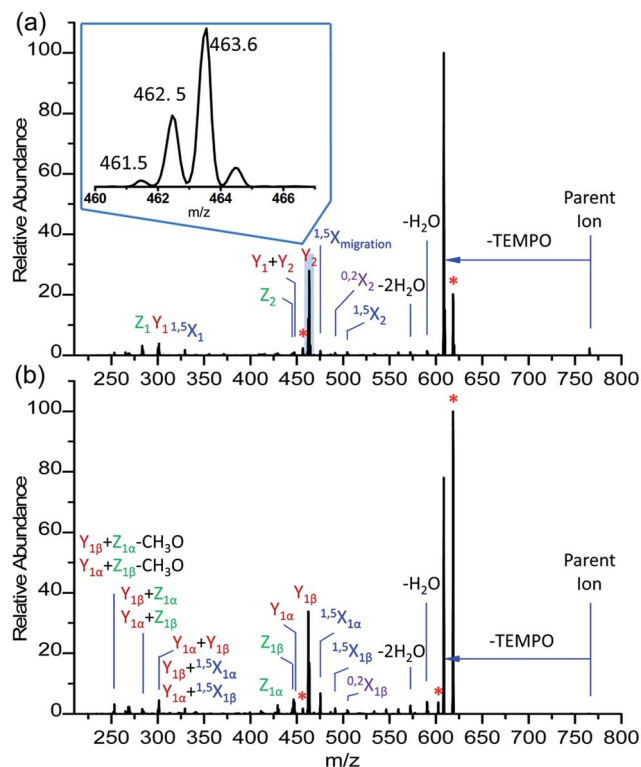 (a)
Relative Abundance
100
80
60
40
20
0
463.6
462. 5
461.5
460 462 464 466
m/z
Z₁ Y₁ ¹,⁵X₁
Z₂
Y₁+Y₂ Y₂
*
¹,⁵Xmigration
⁰,²X₂
¹,⁵X₂
-2H₂O
-H₂O
-TEMPO
*
Parent
Ion
250 300 350 400 450 500 550 600 650 700 750 800
(b)
Relative Abundance
100
80
60
40
20
0
Y₁β+Z₁α-CH₃O
Y₁α+Z₁β-CH₃O
Y₁β+Z₁α
Y₁α+Z₁β
Y₁α+Y₁β
Y₁β+¹,⁵X₁α
Y₁α+¹,⁵X₁β
Z₁α
Z₁β
Y₁α
Y₁β
*
¹,⁵X₁α
¹,⁵X₁β
⁰,²X₁β
-2H₂O
-H₂O
*
*
-TEMPO
Parent
Ion
250 300 350 400 450 500 550 600 650 700 750 800
m/z